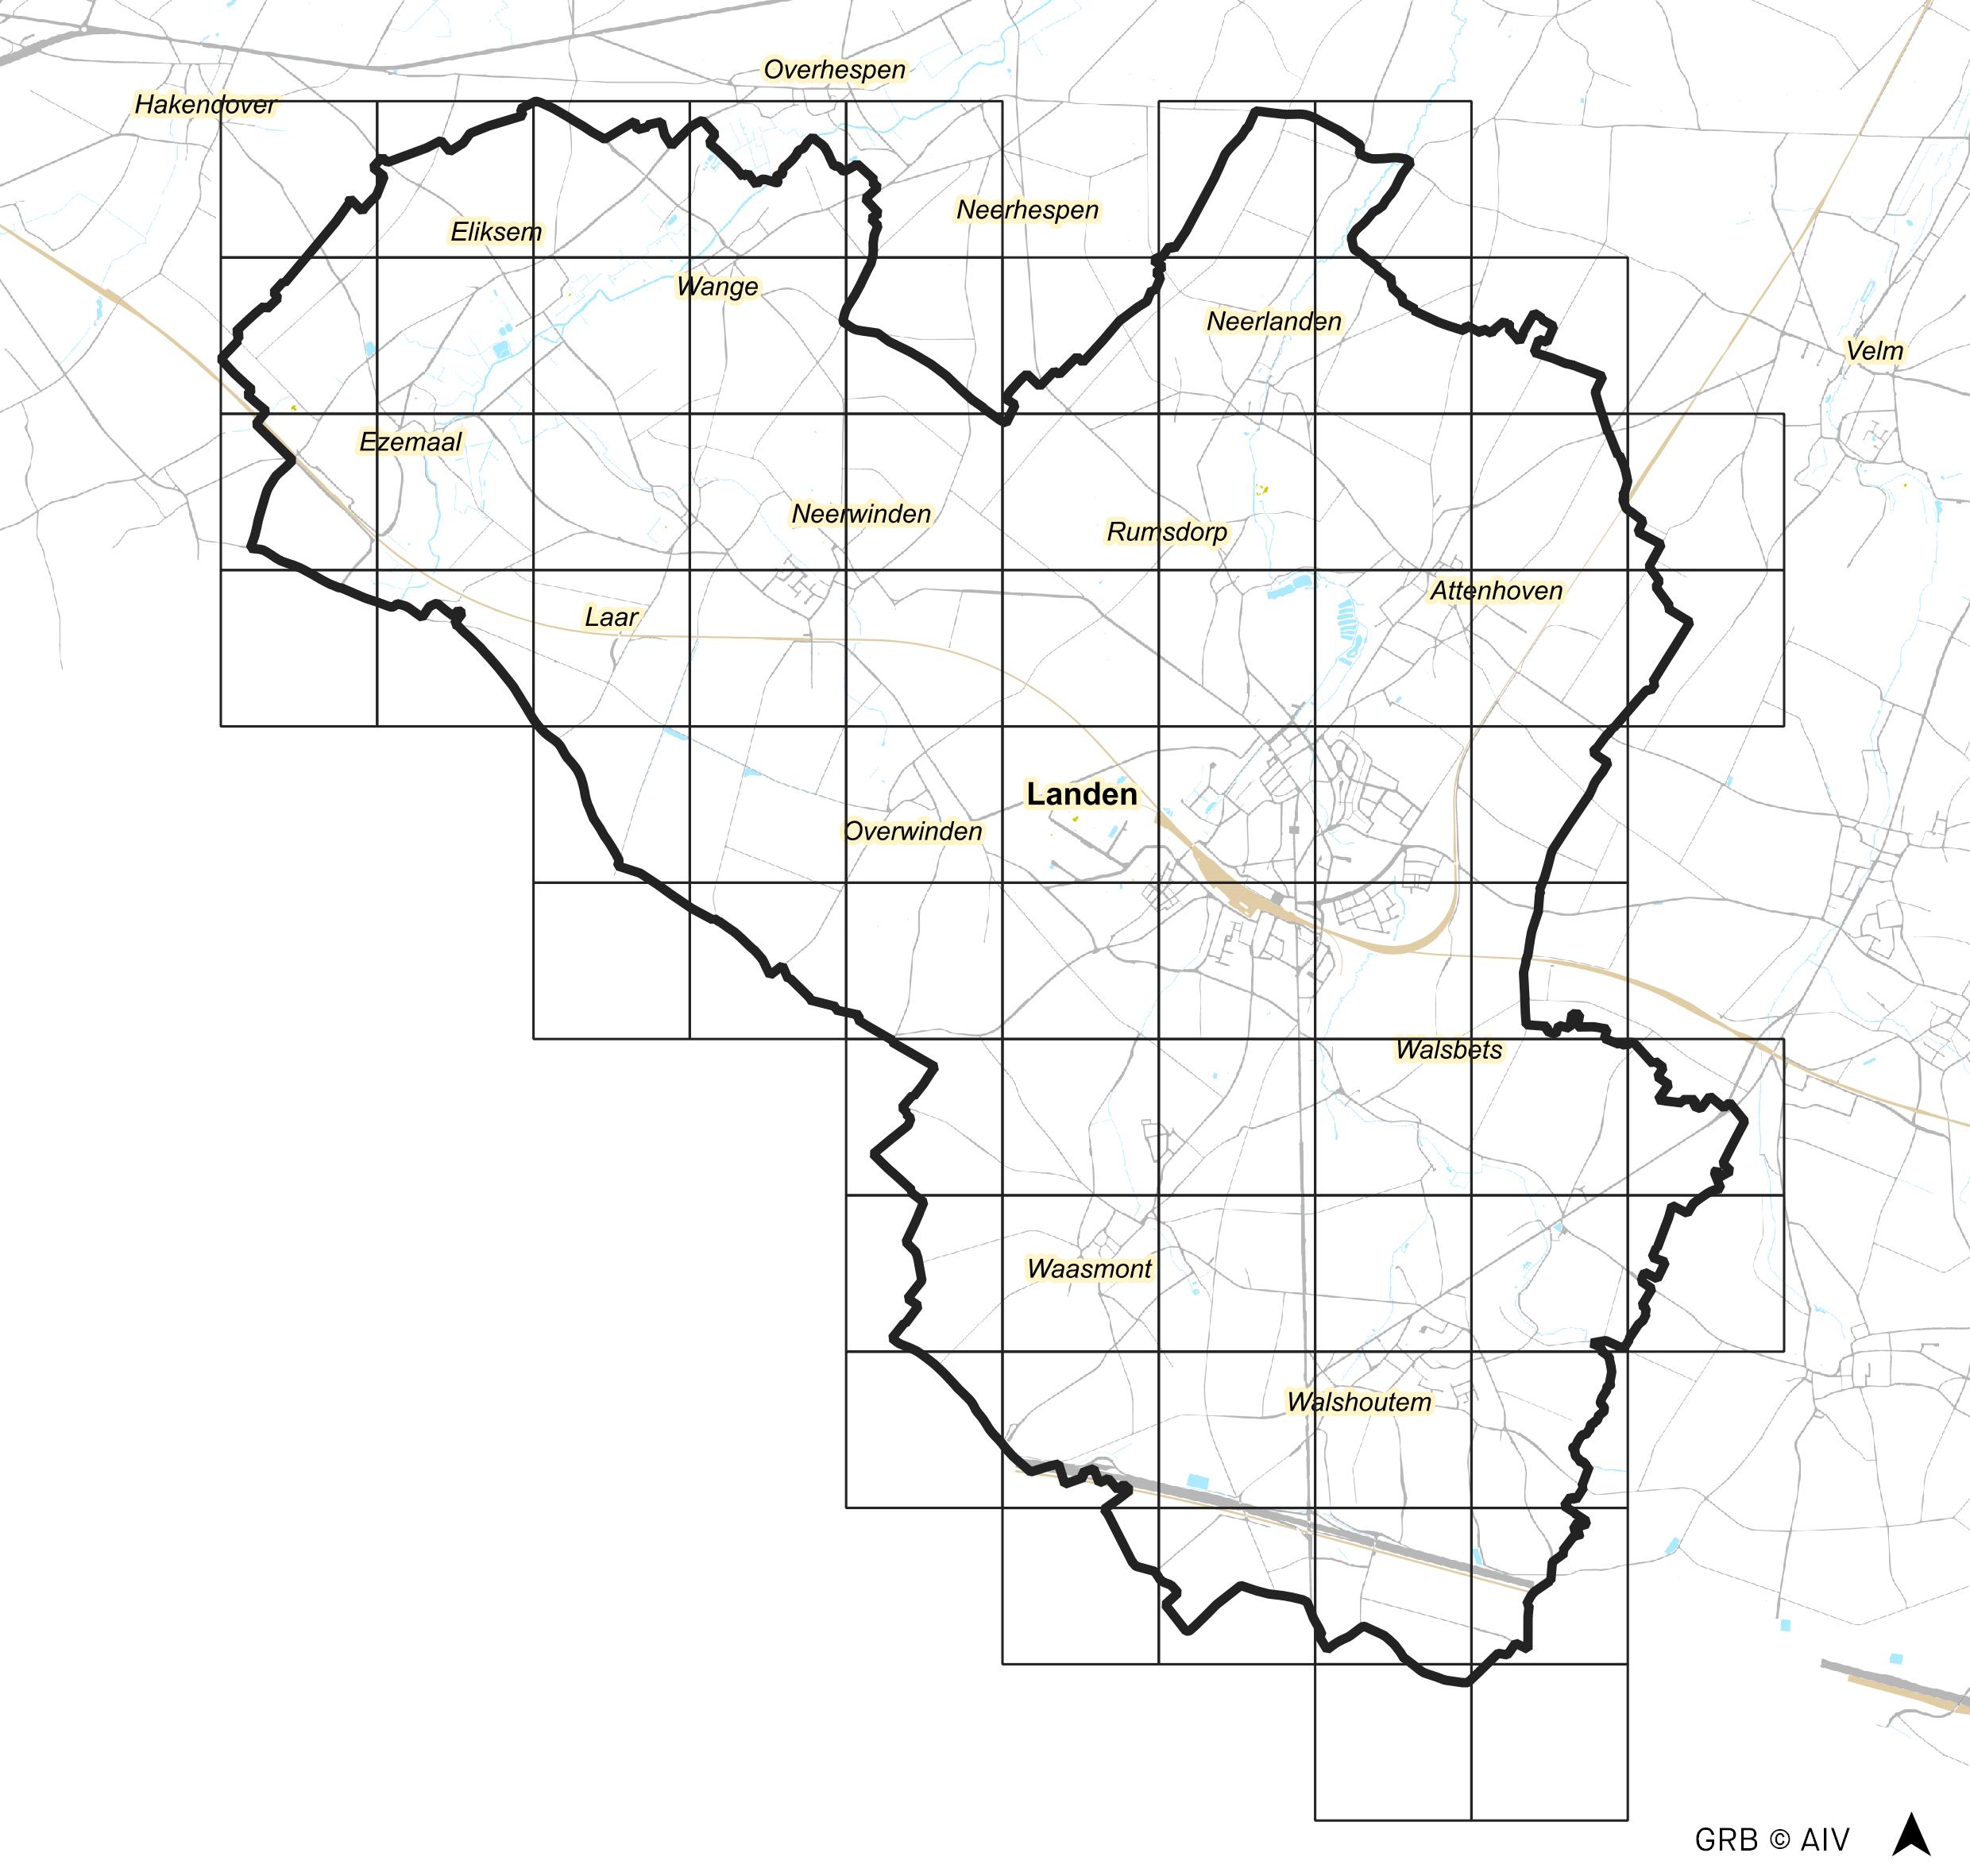 Overhespen
Hakendover
Neerhespen
Eliksem
Wange
Neerlanden
Velm
Ezemaal
Neerwinden
Rumsdorp
Attenhoven
Laar
Landen
Overwinden
Walsbets
Waasmont
Walshoutem
GRB © AIV